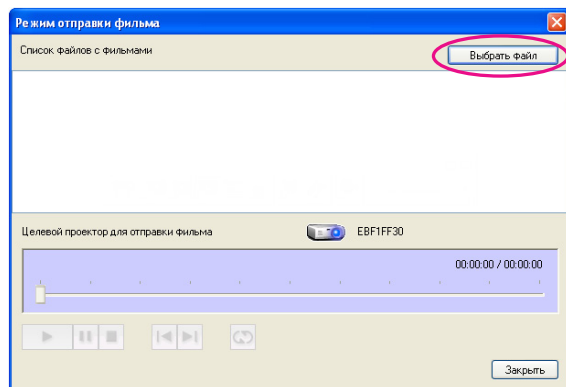 Режим отправки фильма
Список файлов с фильмами
Выбрать файл
Целевой проектор для отправки фильма
EBF1FF30
00:00:00 / 00:00:00
Закрыть